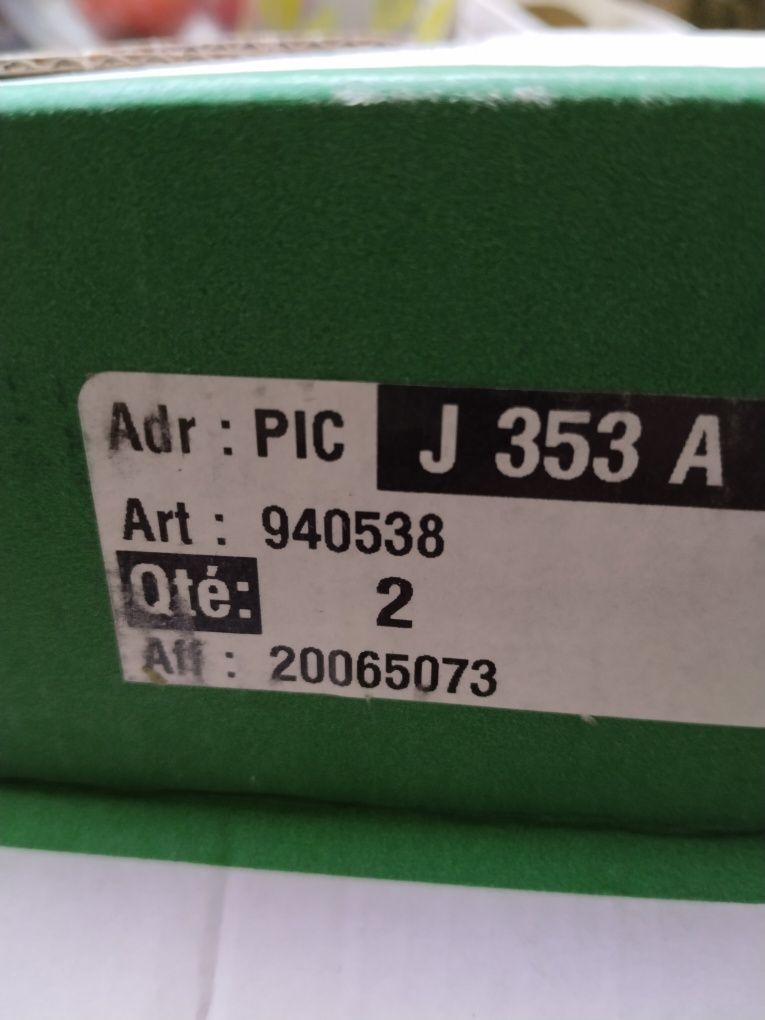 Adr : PIC J 353 A
Art : 940538
Qté: 2
Aff : 20065073